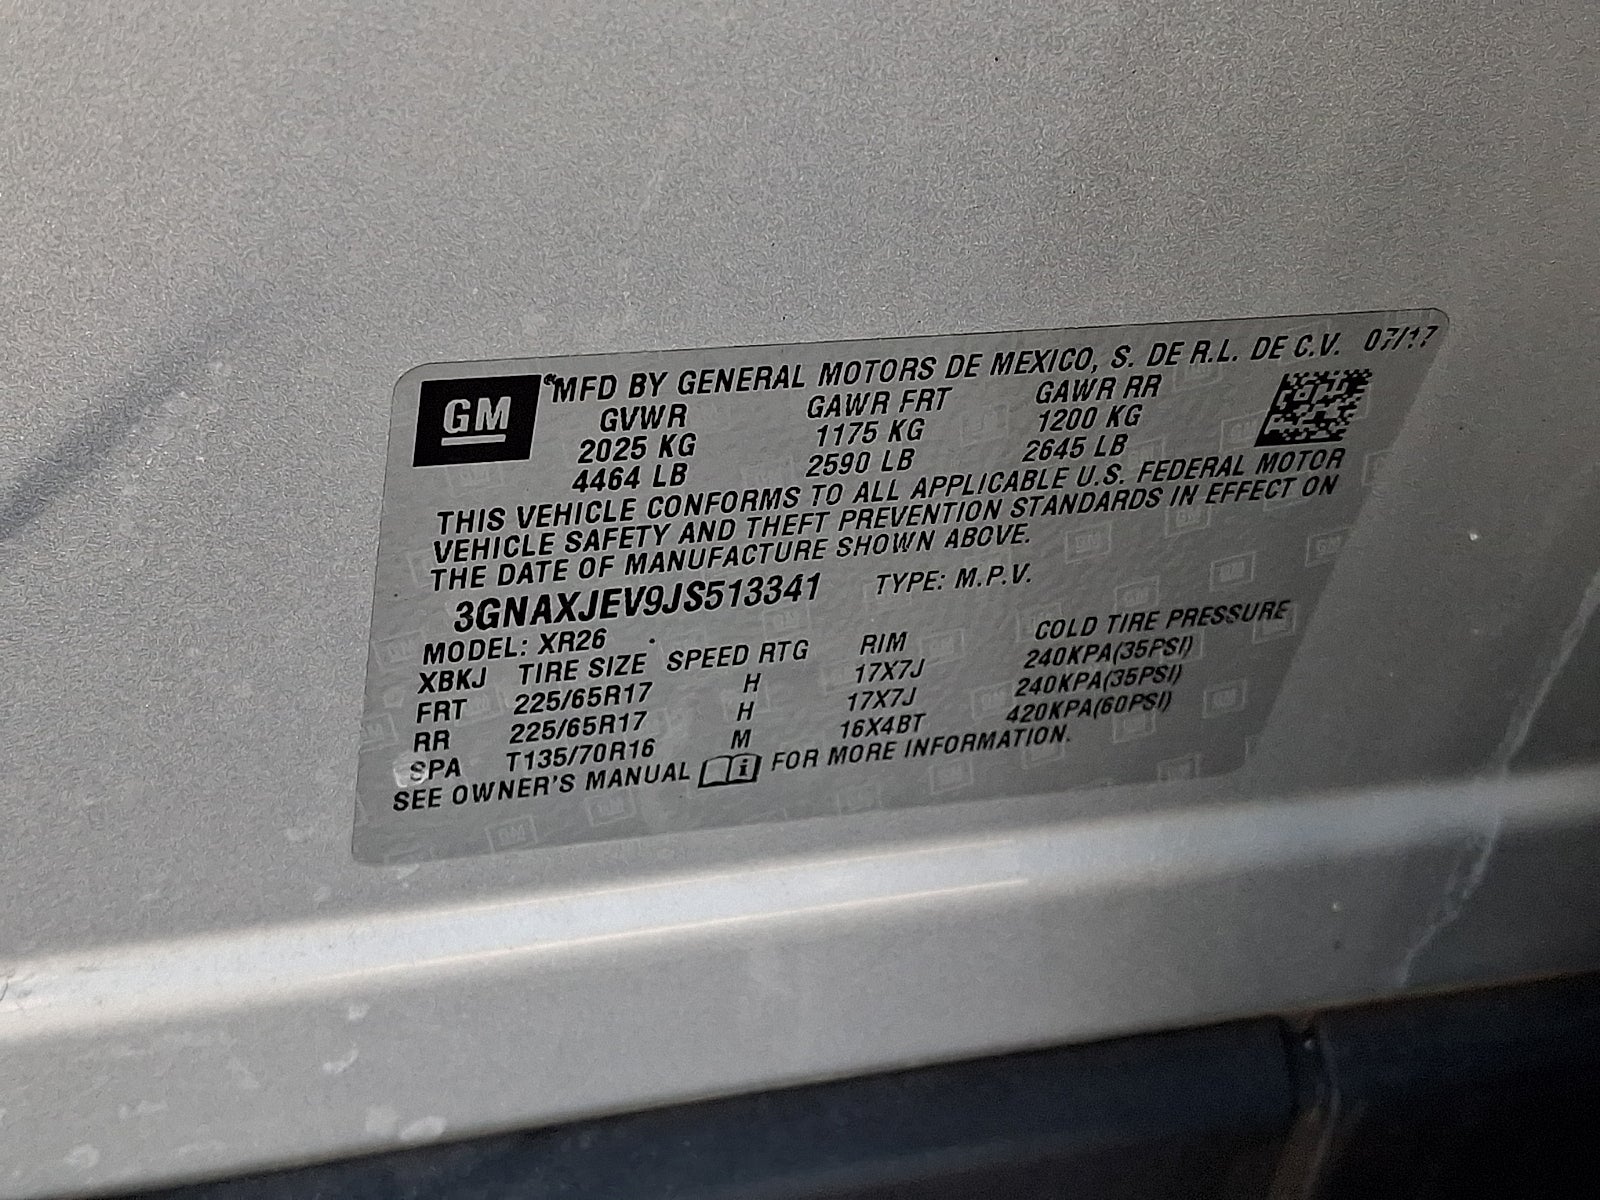 GM
MFD BY GENERAL MOTORS DE MEXICO, S. DE R.L. DE C.V. 07/17
GVWR GAWR FRT GAWR RR
2025 KG 1175 KG 1200 KG
4464 LB 2590 LB 2645 LB
THIS VEHICLE CONFORMS TO ALL APPLICABLE U.S. FEDERAL MOTOR
VEHICLE SAFETY AND THEFT PREVENTION STANDARDS IN EFFECT ON
THE DATE OF MANUFACTURE SHOWN ABOVE.
3GNAXJEV9JS513341 TYPE: M.P.V.
MODEL: XR26
XBKJ TIRE SIZE SPEED RTG RIM COLD TIRE PRESSURE
FRT 225/65R17 H 17X7J 240KPA(35PSI)
RR 225/65R17 H 17X7J 240KPA(35PSI)
SPA T135/70R16 M 16X4BT 420KPA(60PSI)
SEE OWNER'S MANUAL i FOR MORE INFORMATION.